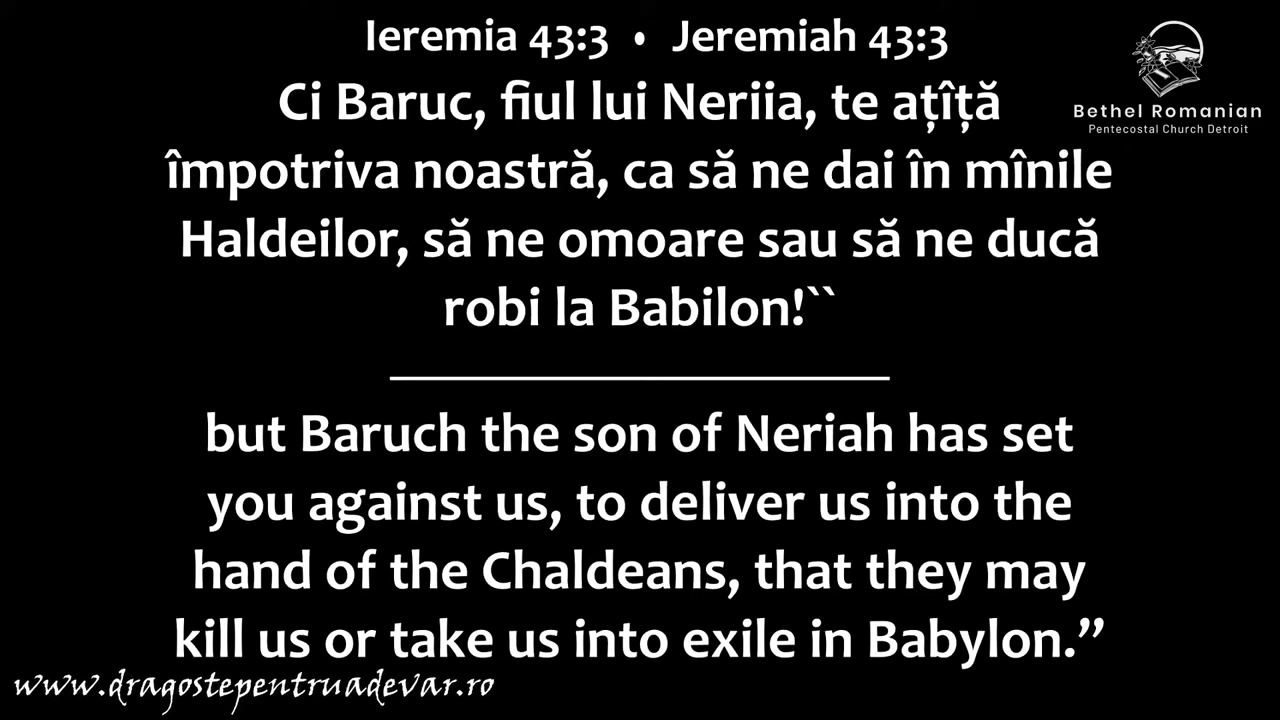 Ieremia 43:3 • Jeremiah 43:3
Ci Baruc, fiul lui Neriia, te ațîță
împotriva noastră, ca să ne dai în mînile
Haldeilor, să ne omoare sau să ne ducă
robi la Babilon!``
but Baruch the son of Neriah has set
you against us, to deliver us into the
hand of the Chaldeans, that they may
kill us or take us into exile in Babylon.”
Bethel Romanian
Pentecostal Church Detroit
www.dragostepentruadevar.ro